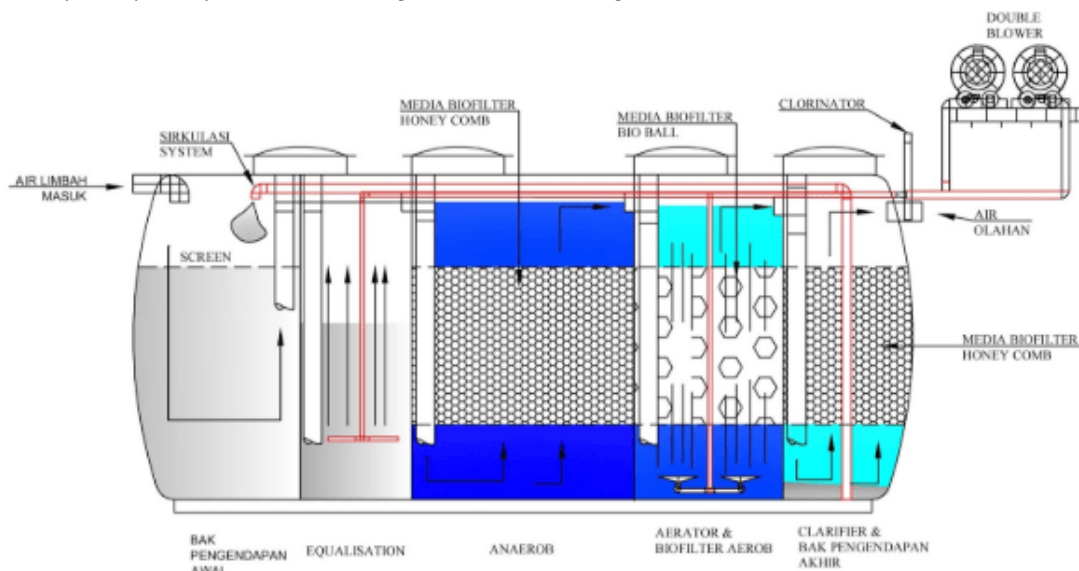 DOUBLE
BLOWER
MEDIA BIOFILTER
HONEY COMB
CLORINATOR
MEDIA BIOFILTER
BIO BALL
SIRKULASI
SYSTEM
AIR LIMBAH
MASUK
AIR
OLAHAN
SCREEN
MEDIA BIOFILTER
HONEY COMB
BAK
PENGENDAPAN
AWAL
EQUALISATION
ANAEROB
AERATOR &
BIOFILTER AEROB
CLARIFIER &
BAK PENGENDAPAN
AKHIR